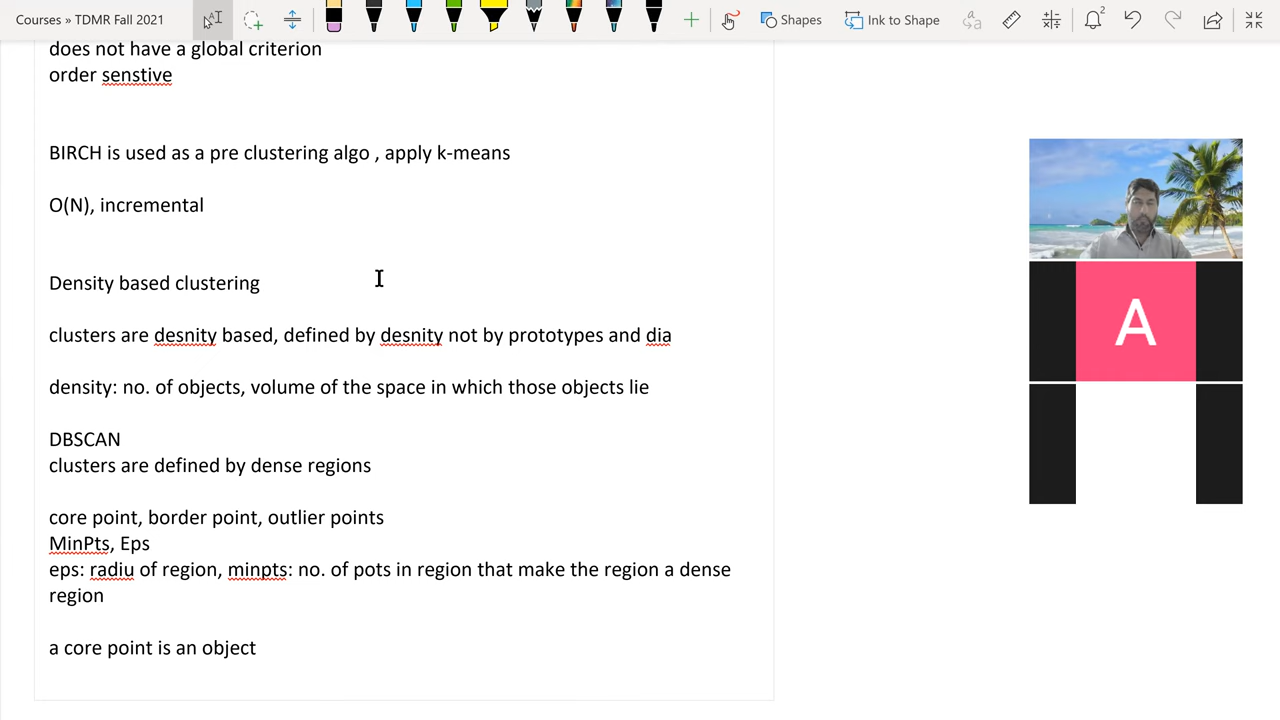 Courses » TDMR Fall 2021
Shapes
Ink to Shape
2
does not have a global criterion
order senstive
BIRCH is used as a pre clustering algo , apply k-means
O(N), incremental
Density based clustering
clusters are desnity based, defined by desnity not by prototypes and dia
density: no. of objects, volume of the space in which those objects lie
DBSCAN
clusters are defined by dense regions
core point, border point, outlier points
MinPts, Eps
eps: radiu of region, minpts: no. of pots in region that make the region a dense
region
a core point is an object
A